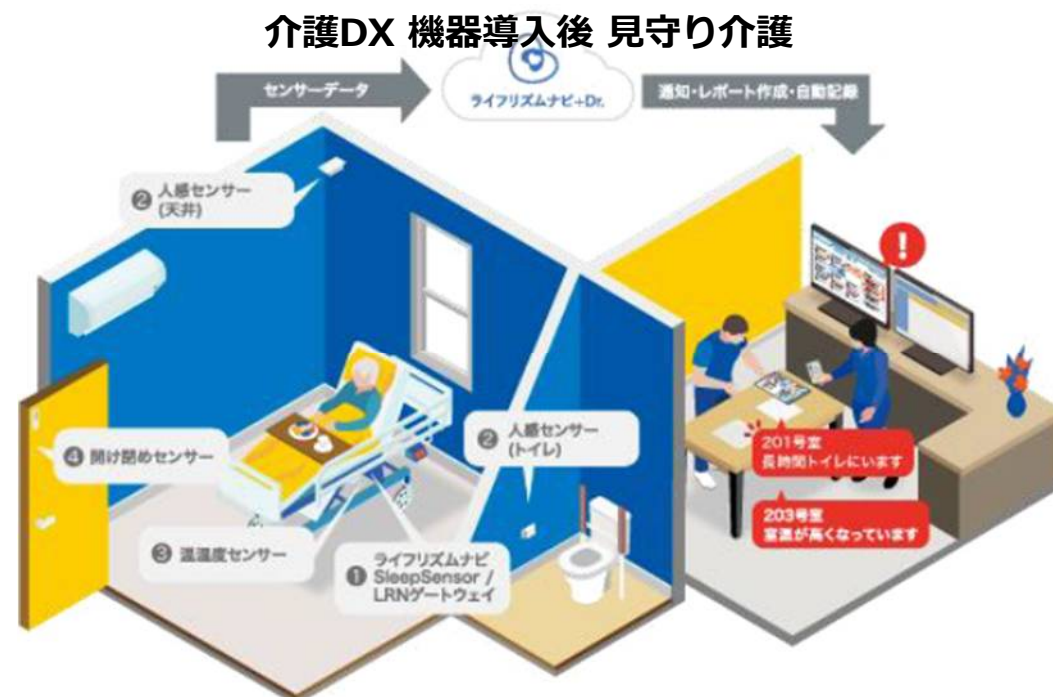 介護DX 機器導入後 見守り介護
センサーデータ
ライフリズムナビ+Dr.
通知・レポート作成・自動記録
❷ 人感センサー
(天井)
❹ 開け閉めセンサー
❷ 人感センサー
(トイレ)
❸ 温湿度センサー
❶ ライフリズムナビ
SleepSensor /
LRNゲートウェイ
!
201号室
長時間トイレにいます
203号室
室温が高くなっています